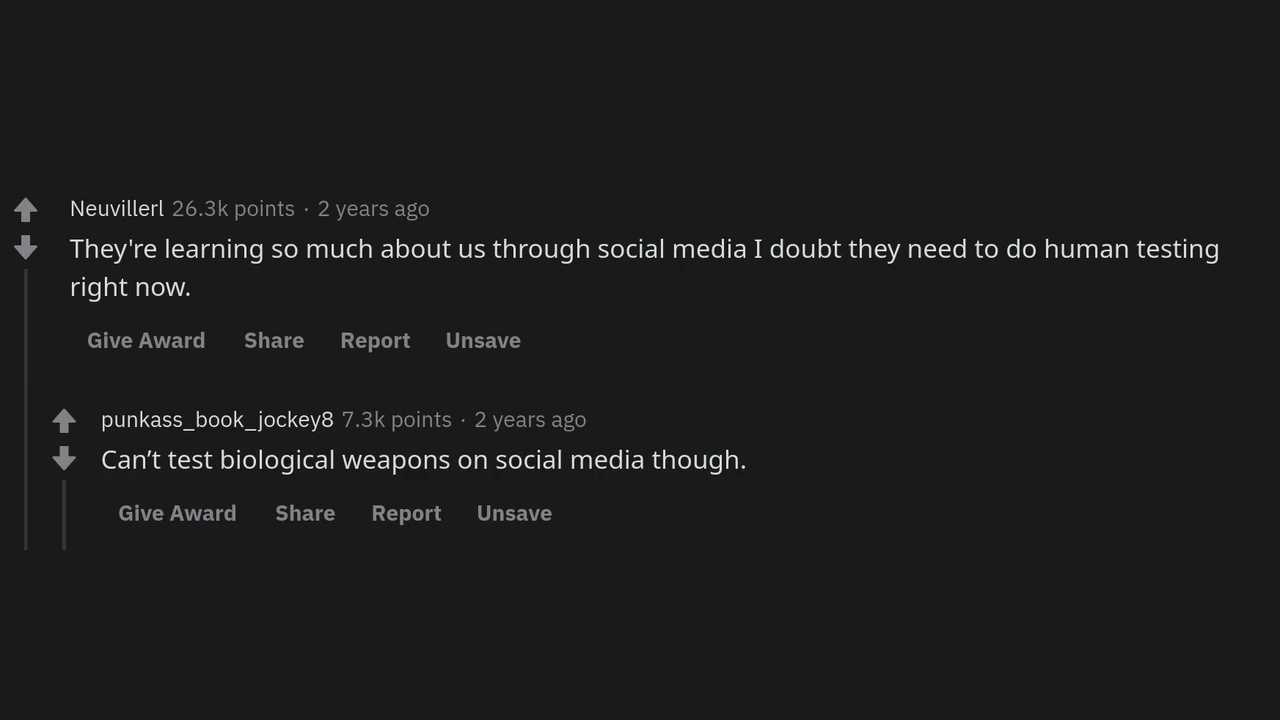 Neuvillerl 26.3k points · 2 years ago
They're learning so much about us through social media I doubt they need to do human testing
right now.
Give Award Share Report Unsave
punkass_book_jockey8 7.3k points · 2 years ago
Can’t test biological weapons on social media though.
Give Award Share Report Unsave